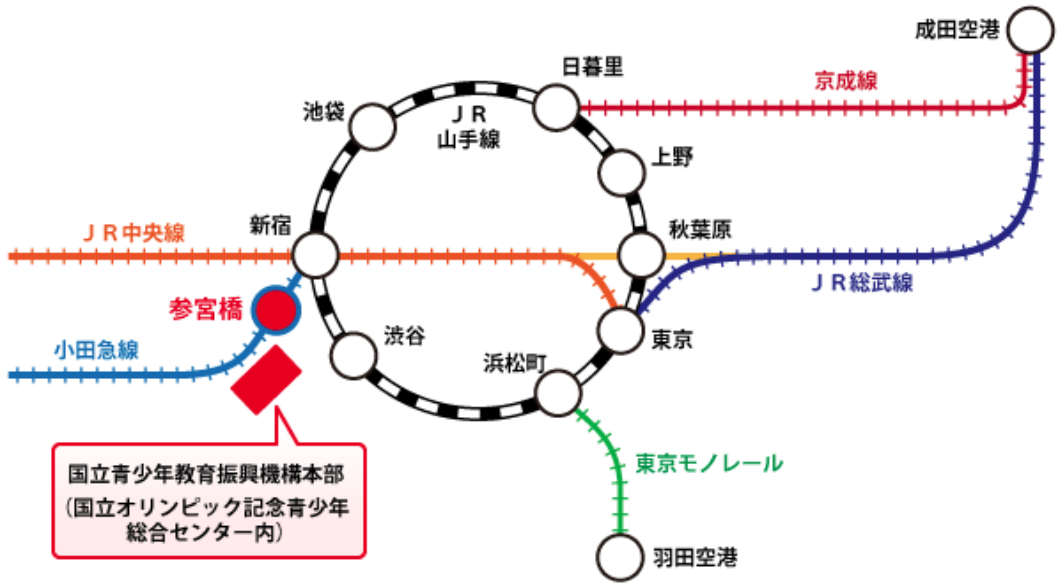 成田空港
日暮里
京成線
池袋
ＪＲ
山手線
上野
新宿
秋葉原
ＪＲ中央線
ＪＲ総武線
参宮橋
小田急線
渋谷
東京
浜松町
国立青少年教育振興機構本部
（国立オリンピック記念青少年
総合センター内）
東京モノレール
羽田空港